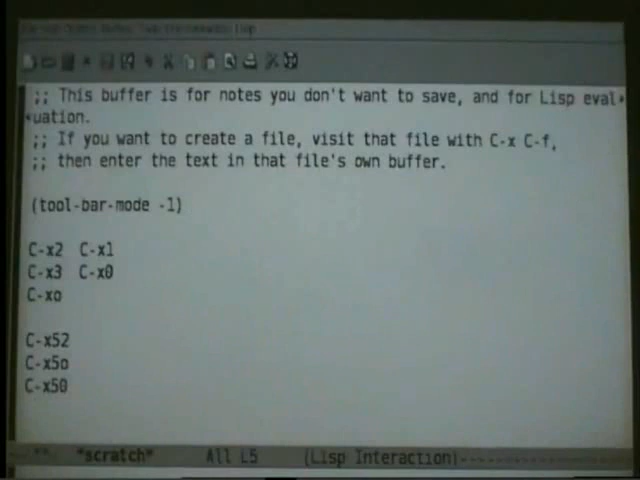 ;; This buffer is for notes you don't want to save, and for Lisp eval
uation.
;; If you want to create a file, visit that file with C-x C-f,
;; then enter the text in that file's own buffer.
(tool-bar-mode -1)
C-x2 C-x1
C-x3 C-x0
C-xo
C-x52
C-x5o
C-x50
** *scratch* All L5 (Lisp Interaction)